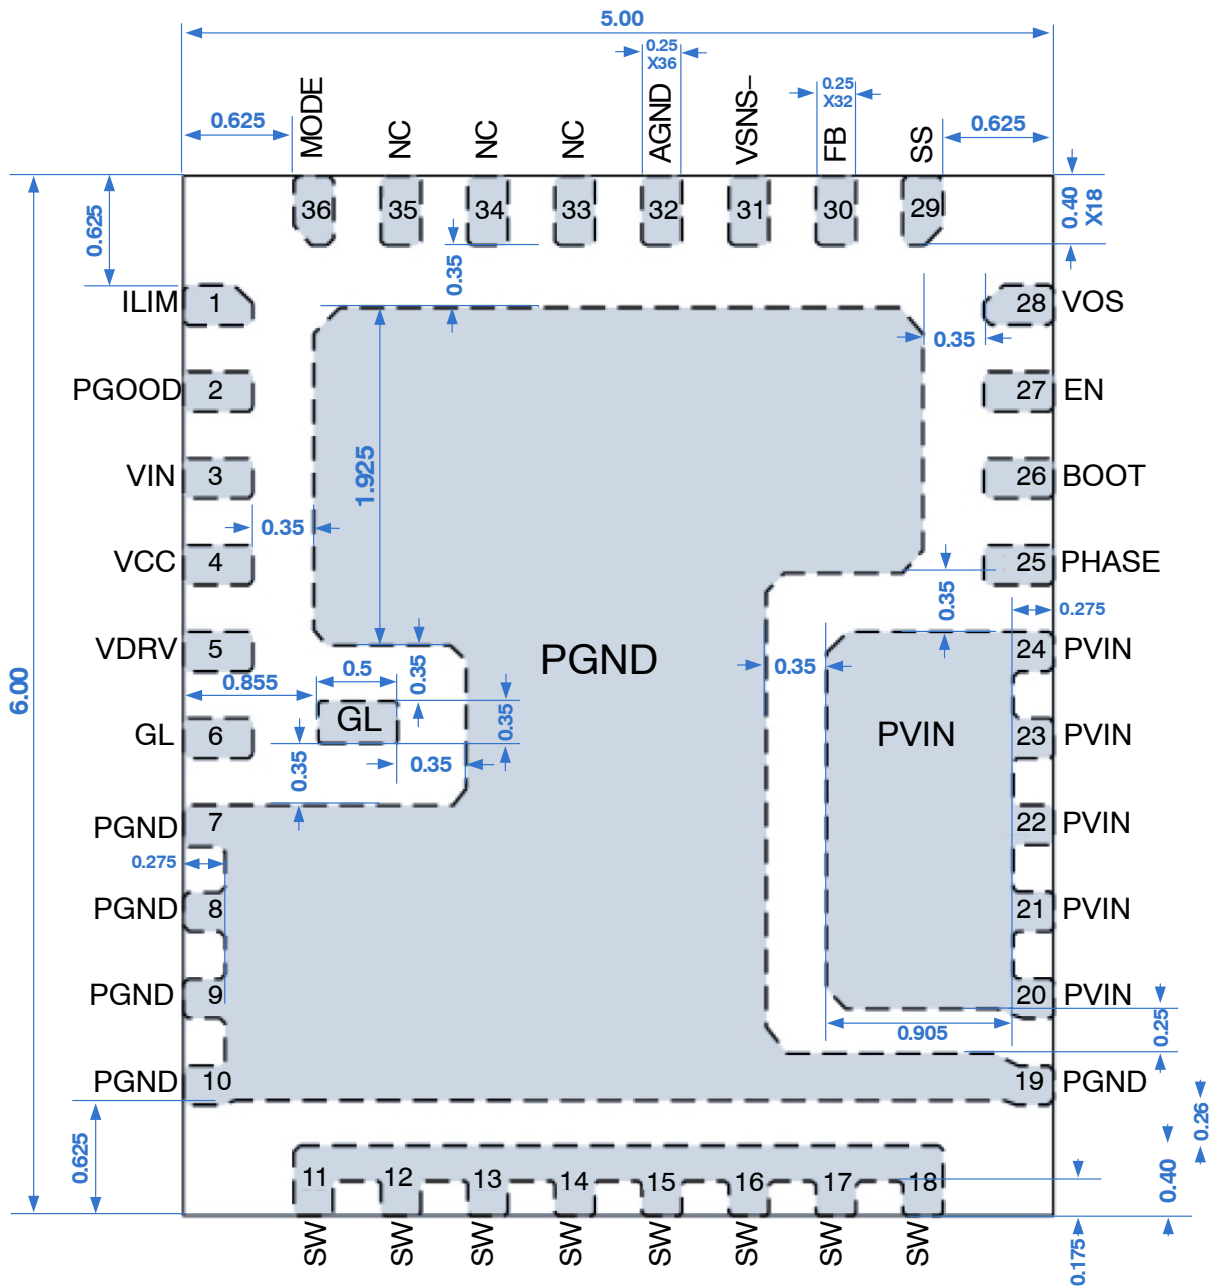 5.00
0.25
X36
0.25
X32
0.625
MODE
NC
NC
NC
AGND
VSNS–
FB
SS
0.625
0.40
X18
0.625
36
35
34
33
32
31
30
29
0.35
ILIM
1
28
VOS
0.35
PGOOD
2
27
EN
1.925
VIN
3
26
BOOT
0.35
VCC
4
25
PHASE
0.35
0.275
VDRV
5
PGND
24
PVIN
0.35
0.5
0.35
0.855
6.00
GL
0.35
GL
6
PVIN
23
PVIN
0.35
0.35
PGND
7
22
PVIN
0.275
PGND
8
21
PVIN
PGND
9
20
PVIN
0.905
0.25
PGND
10
19
PGND
0.26
0.625
0.40
11
12
13
14
15
16
17
18
0.175
SW
SW
SW
SW
SW
SW
SW
SW